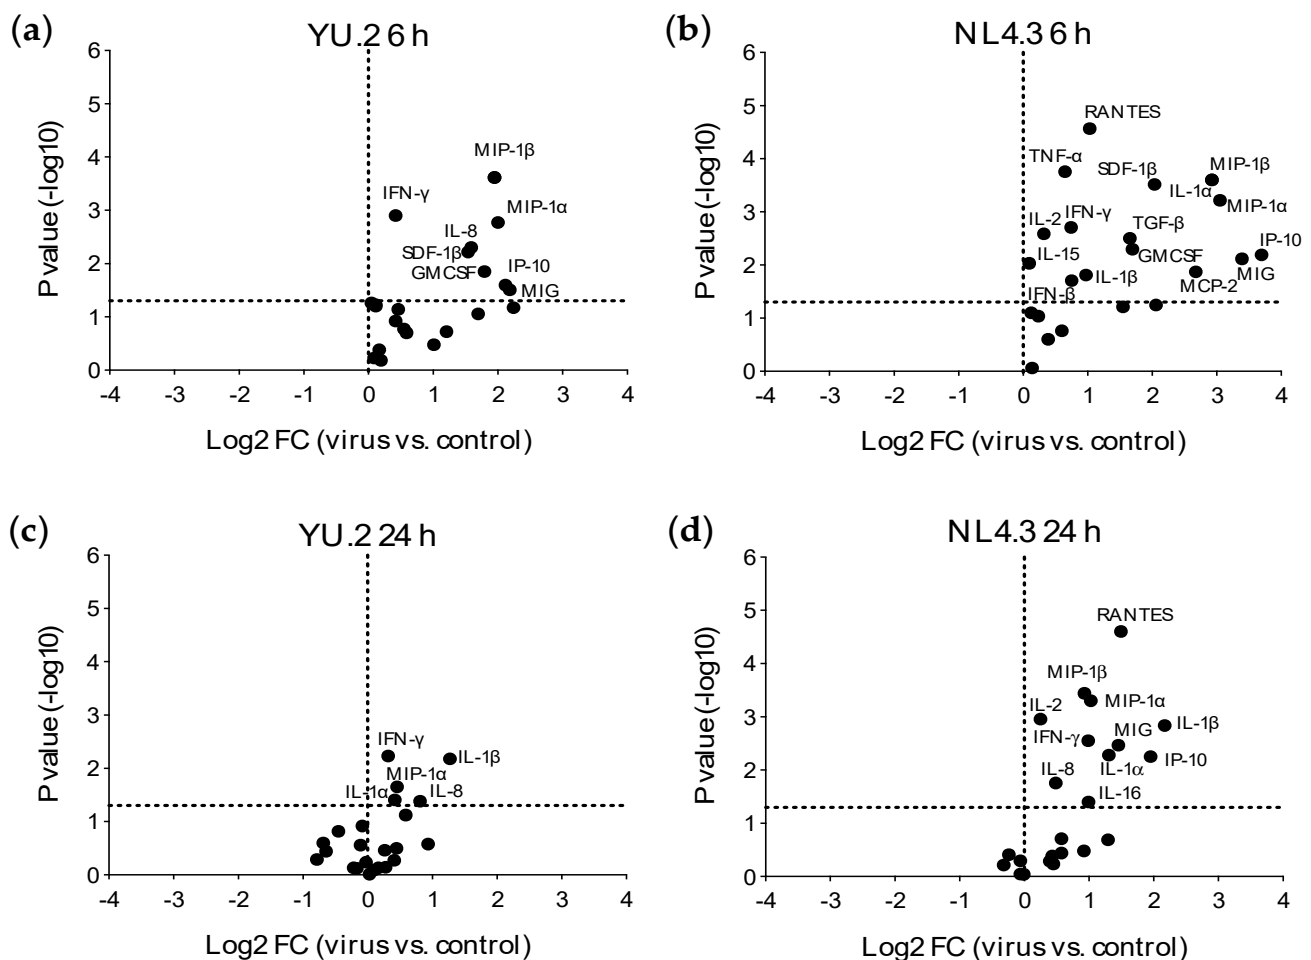 (a)
YU.2 6 h
6
5
4
3
2
1
0
P value (-log10)
MIP-1β
IFN-γ
MIP-1α
IL-8
SDF-1β
GMCSF
IP-10
MIG
-4 -3 -2 -1 0 1 2 3 4
Log2 FC (virus vs. control)
(b)
NL4.3 6 h
6
5
4
3
2
1
0
P value (-log10)
RANTES
TNF-α
SDF-1β
MIP-1β
IL-1α
MIP-1α
IL-2
IFN-γ
TGF-β
IP-10
IL-15
GMCSF
IL-1β
MCP-2
MIG
IFN-β
-4 -3 -2 -1 0 1 2 3 4
Log2 FC (virus vs. control)
(c)
YU.2 24 h
6
5
4
3
2
1
0
P value (-log10)
IFN-γ
IL-1β
MIP-1α
IL-1α
IL-8
-4 -3 -2 -1 0 1 2 3 4
Log2 FC (virus vs. control)
(d)
NL4.3 24 h
6
5
4
3
2
1
0
P value (-log10)
RANTES
MIP-1β
MIP-1α
IL-2
IL-1β
IFN-γ
MIG
IL-8
IL-1α
IP-10
IL-16
-4 -3 -2 -1 0 1 2 3 4
Log2 FC (virus vs. control)